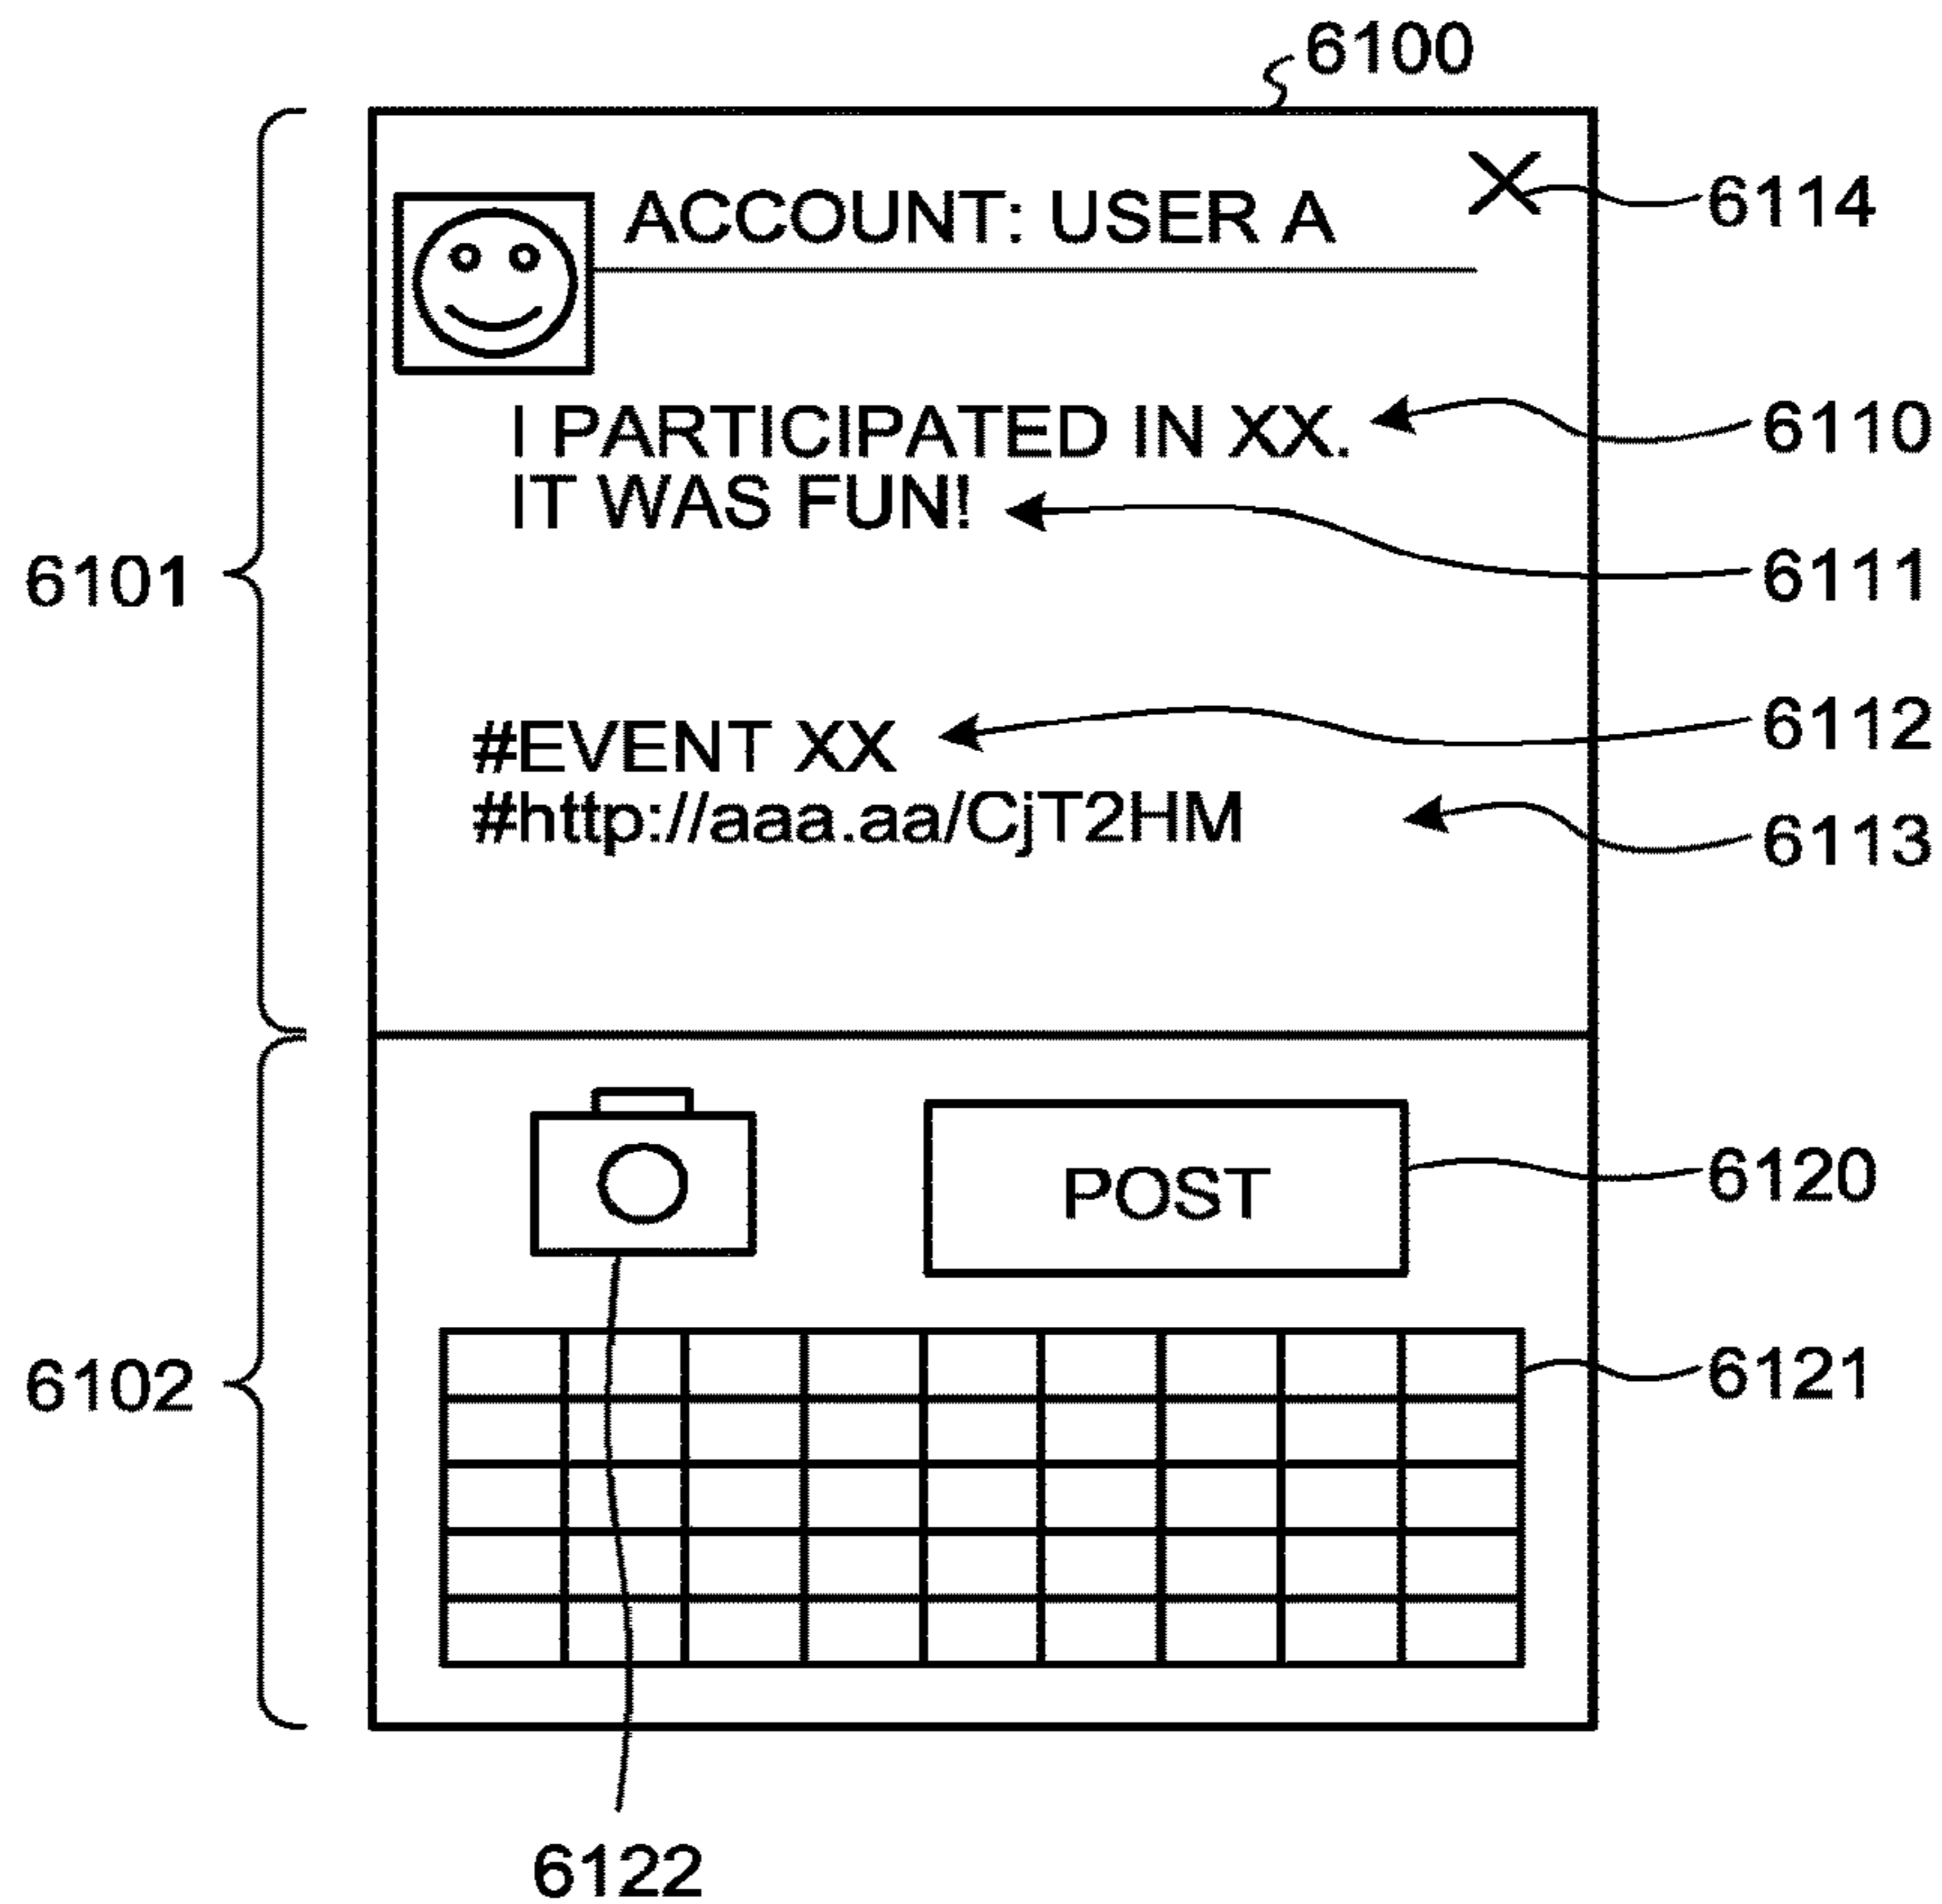 6100
ACCOUNT: USER A
6114
I PARTICIPATED IN XX.
6110
IT WAS FUN!
6111
6101
#EVENT XX
6112
#http://aaa.aa/CjT2HM
6113
POST
6120
6121
6102
6122